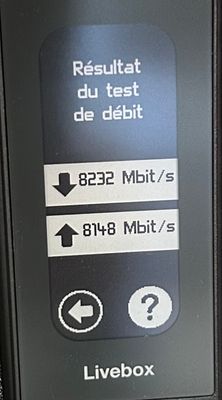 Résultat
du test
de débit
8232 Mbit/s
8148 Mbit/s
?
Livebox